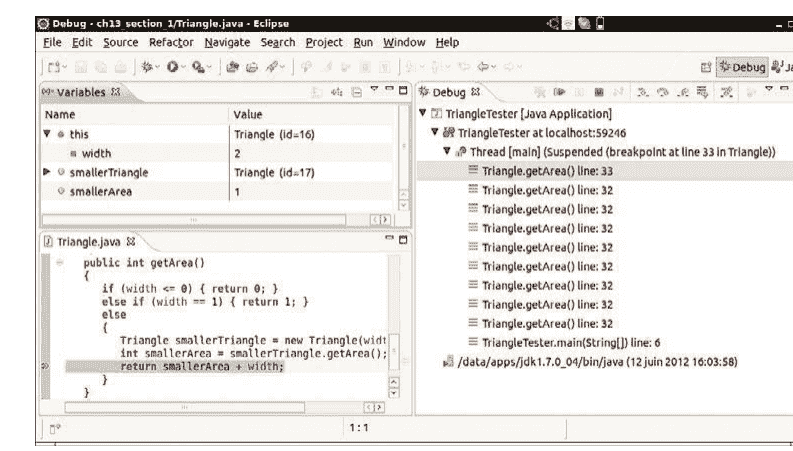 Debug - ch13_section_1/Triangle.java - Eclipse
File Edit Source Refactor Navigate Search Project Run Window Help
Debug
Variables
Name Value
this Triangle (id=16)
width 2
smallerTriangle Triangle (id=17)
smallerArea 1
Triangle.java
public int getArea()
{
if (width <= 0) { return 0; }
else if (width == 1) { return 1; }
else
{
Triangle smallerTriangle = new Triangle(widt
int smallerArea = smallerTriangle.getArea();
return smallerArea + width;
}
}
Debug
TriangleTester [Java Application]
TriangleTester at localhost:59246
Thread [main] (Suspended (breakpoint at line 33 in Triangle))
Triangle.getArea() line: 33
Triangle.getArea() line: 32
Triangle.getArea() line: 32
Triangle.getArea() line: 32
Triangle.getArea() line: 32
Triangle.getArea() line: 32
Triangle.getArea() line: 32
Triangle.getArea() line: 32
Triangle.getArea() line: 32
TriangleTester.main(String[]) line: 6
/data/apps/jdk1.7.0_04/bin/java (12 juin 2012 16:03:58)
1:1